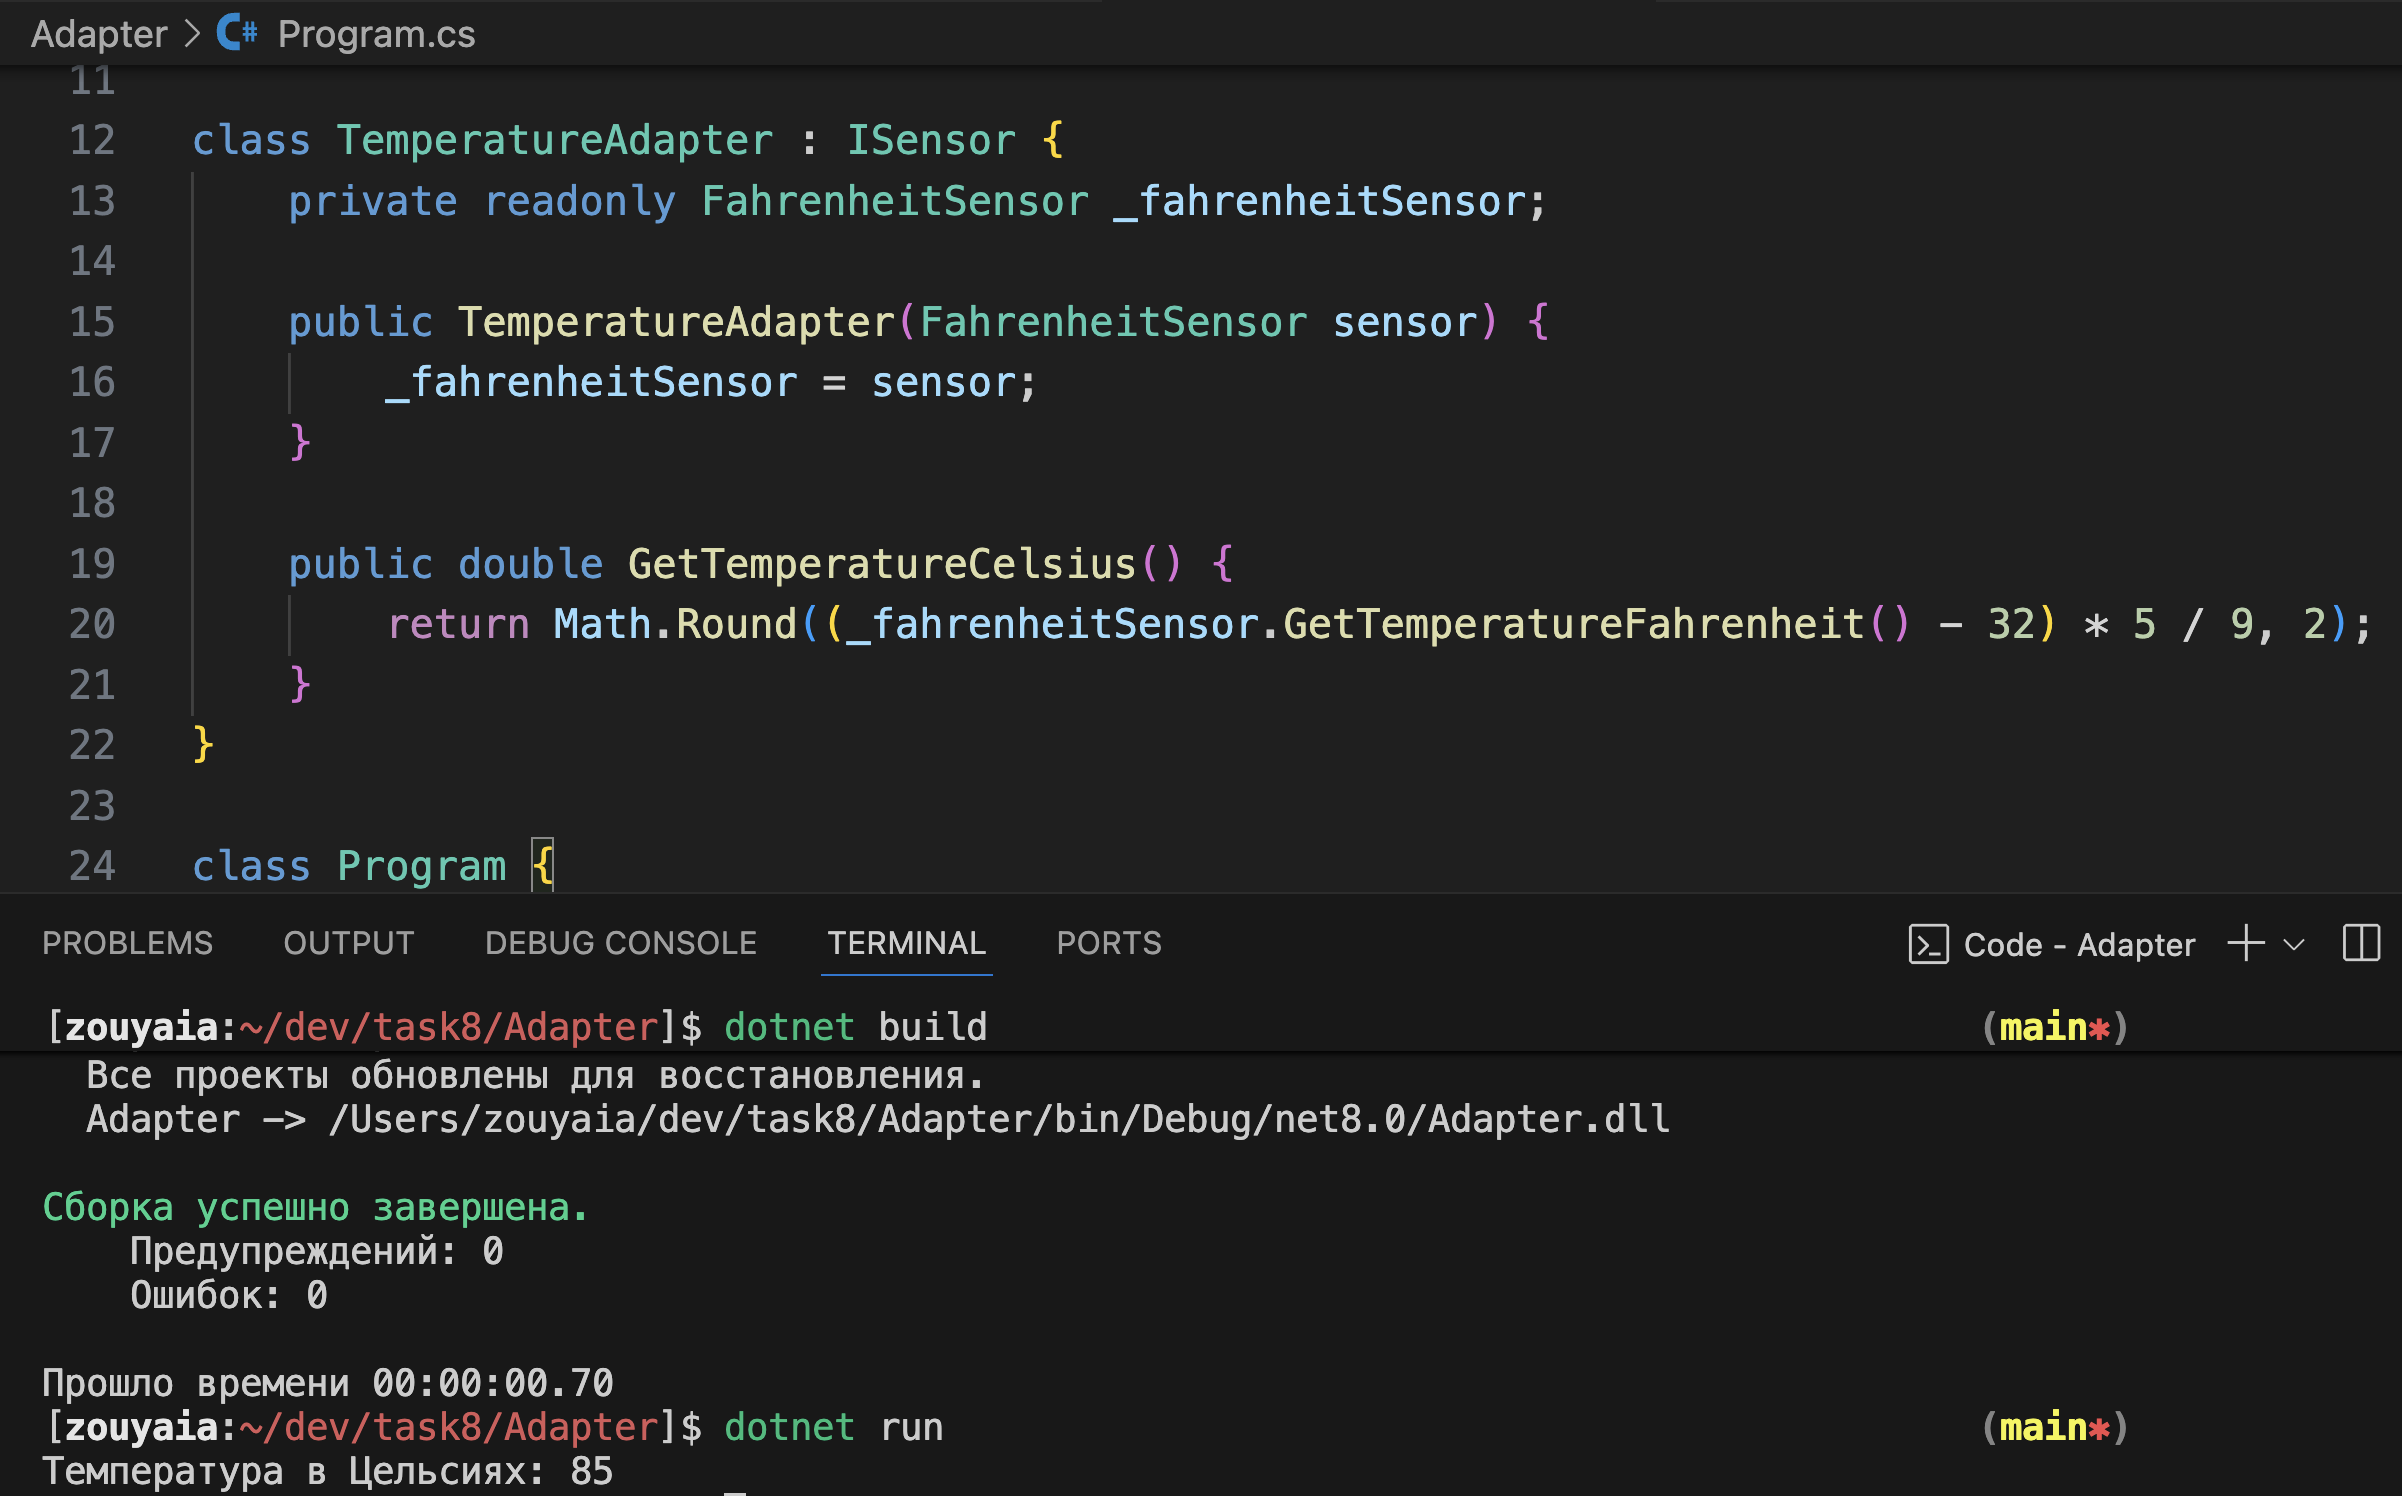 Adapter > C# Program.cs
11
12 class TemperatureAdapter : ISensor {
13     private readonly FahrenheitSensor _fahrenheitSensor;
14
15     public TemperatureAdapter(FahrenheitSensor sensor) {
16         _fahrenheitSensor = sensor;
17     }
18
19     public double GetTemperatureCelsius() {
20         return Math.Round((_fahrenheitSensor.GetTemperatureFahrenheit() - 32) * 5 / 9, 2);
21     }
22 }
23
24 class Program {
PROBLEMS OUTPUT DEBUG CONSOLE TERMINAL PORTS Code - Adapter
[zouyaia:~/dev/task8/Adapter]$ dotnet build (main*)
  Все проекты обновлены для восстановления.
  Adapter -> /Users/zouyaia/dev/task8/Adapter/bin/Debug/net8.0/Adapter.dll
Сборка успешно завершена.
    Предупреждений: 0
    Ошибок: 0
Прошло времени 00:00:00.70
[zouyaia:~/dev/task8/Adapter]$ dotnet run (main*)
Температура в Цельсиях: 85